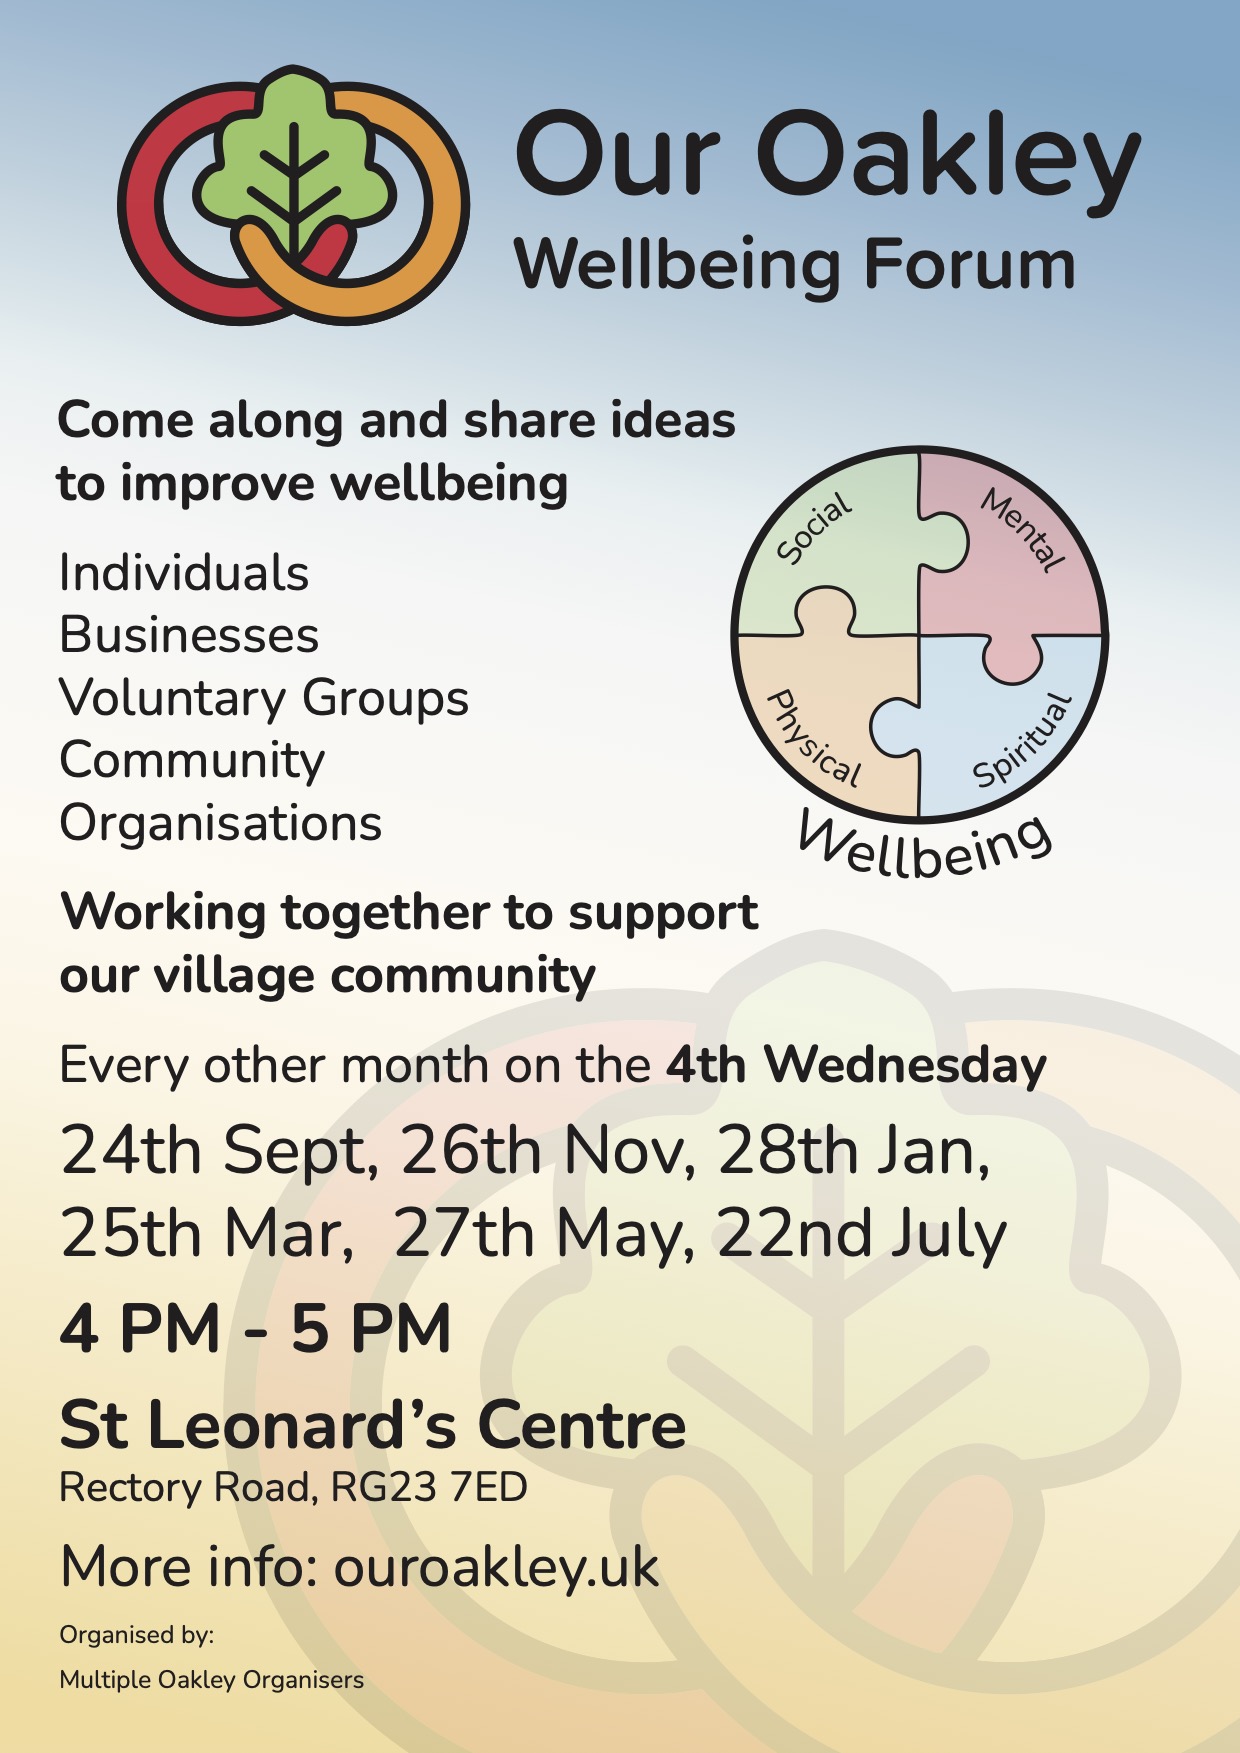 Our Oakley
Wellbeing Forum
Come along and share ideas
to improve wellbeing
Individuals
Businesses
Voluntary Groups
Community
Organisations
Social
Mental
Physical
Spiritual
Wellbeing
Working together to support
our village community
Every other month on the 4th Wednesday
24th Sept, 26th Nov, 28th Jan,
25th Mar,  27th May, 22nd July
4 PM - 5 PM
St Leonard’s Centre
Rectory Road, RG23 7ED
More info: ouroakley.uk
Organised by:
Multiple Oakley Organisers